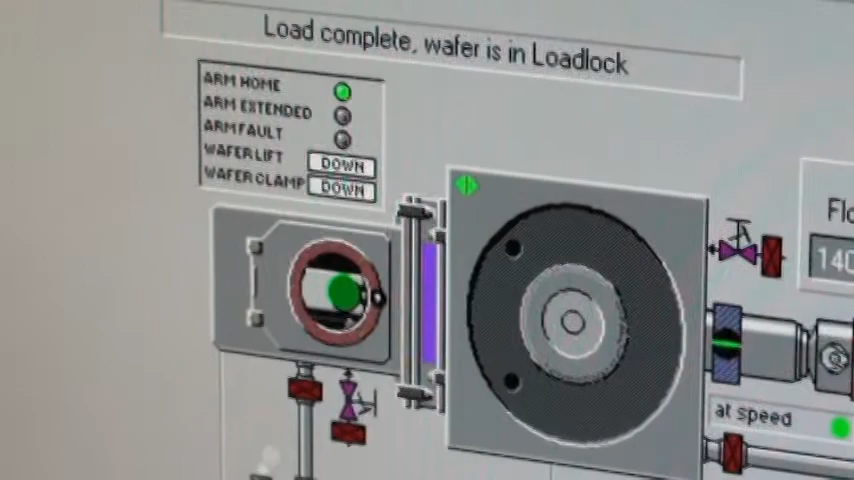 Load complete, wafer is in Loadlock
ARM HOME
ARM EXTENDED
ARM FAULT
WAFER LIFT DOWN
WAFER CLAMP DOWN
140
at speed